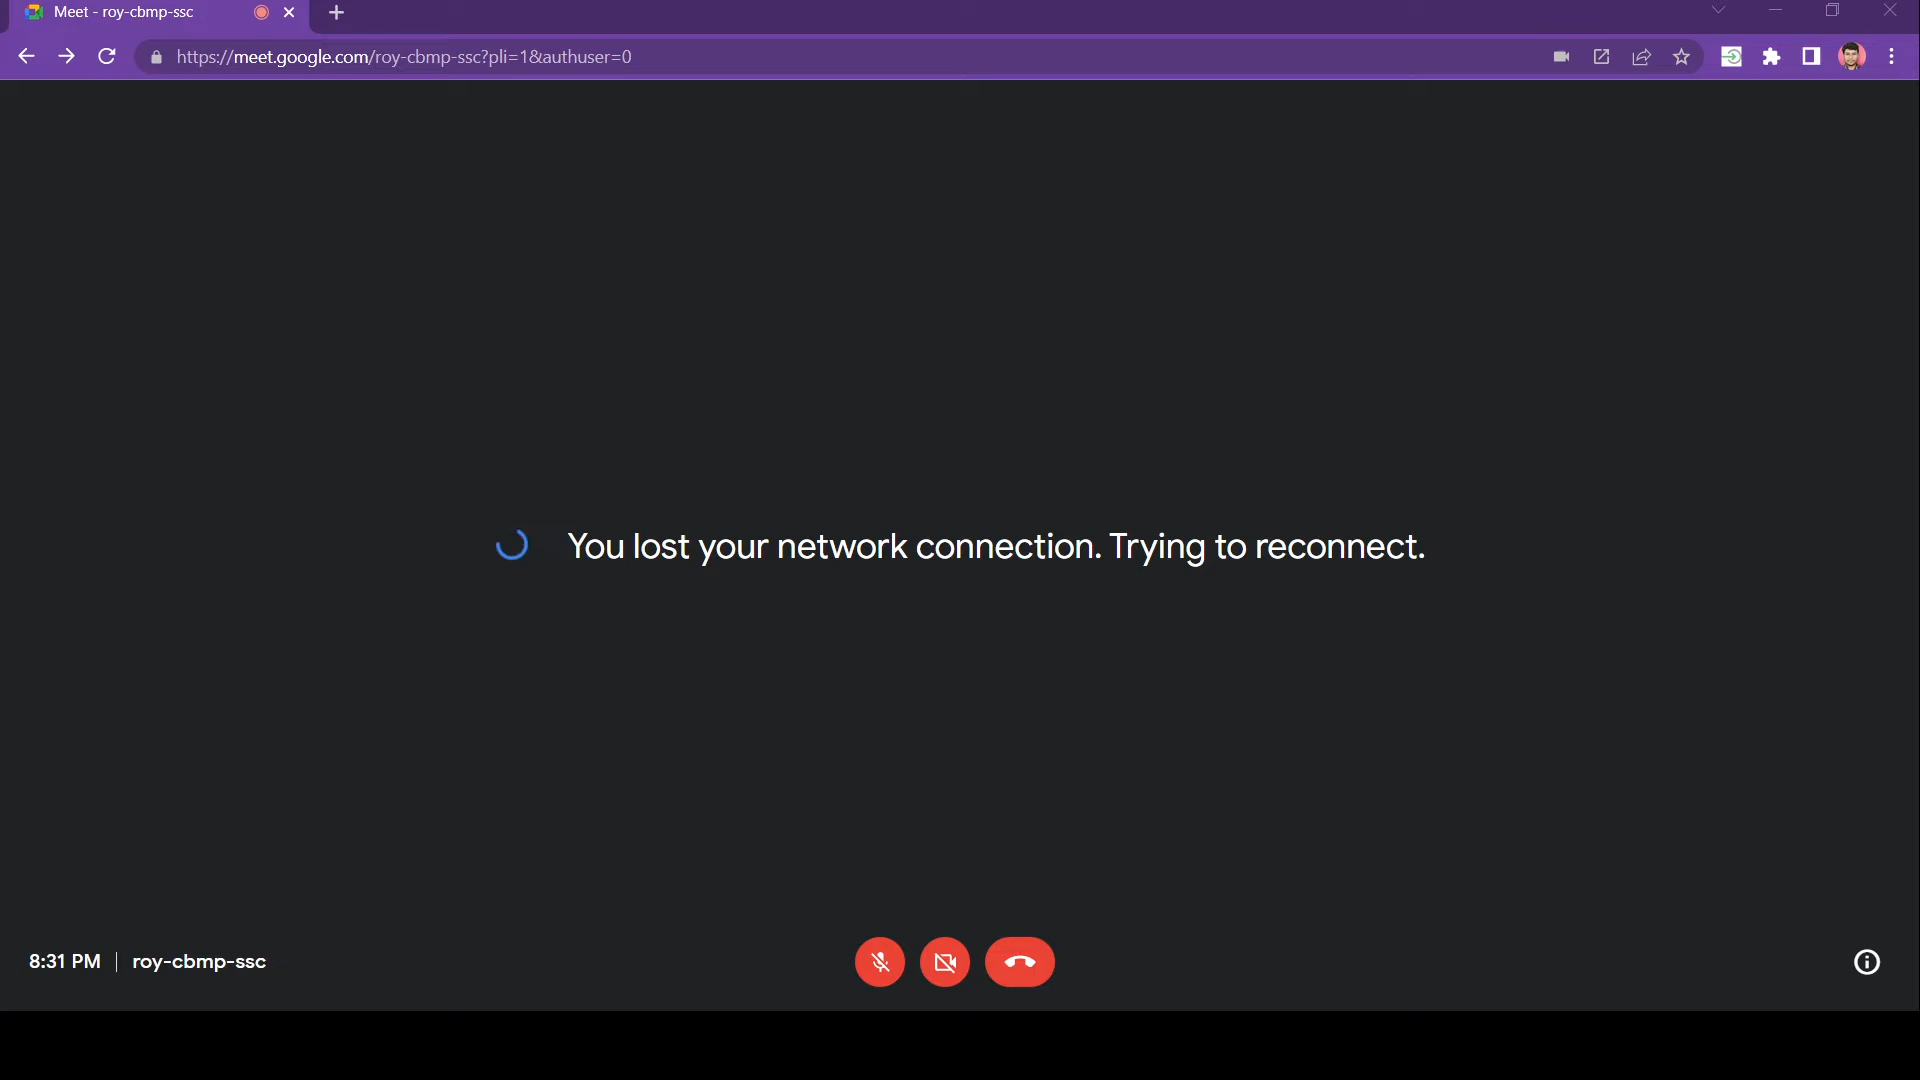 Meet - roy-cbmp-ssc
https://meet.google.com/roy-cbmp-ssc?pli=1&authuser=0
You lost your network connection. Trying to reconnect.
8:31 PM | roy-cbmp-ssc